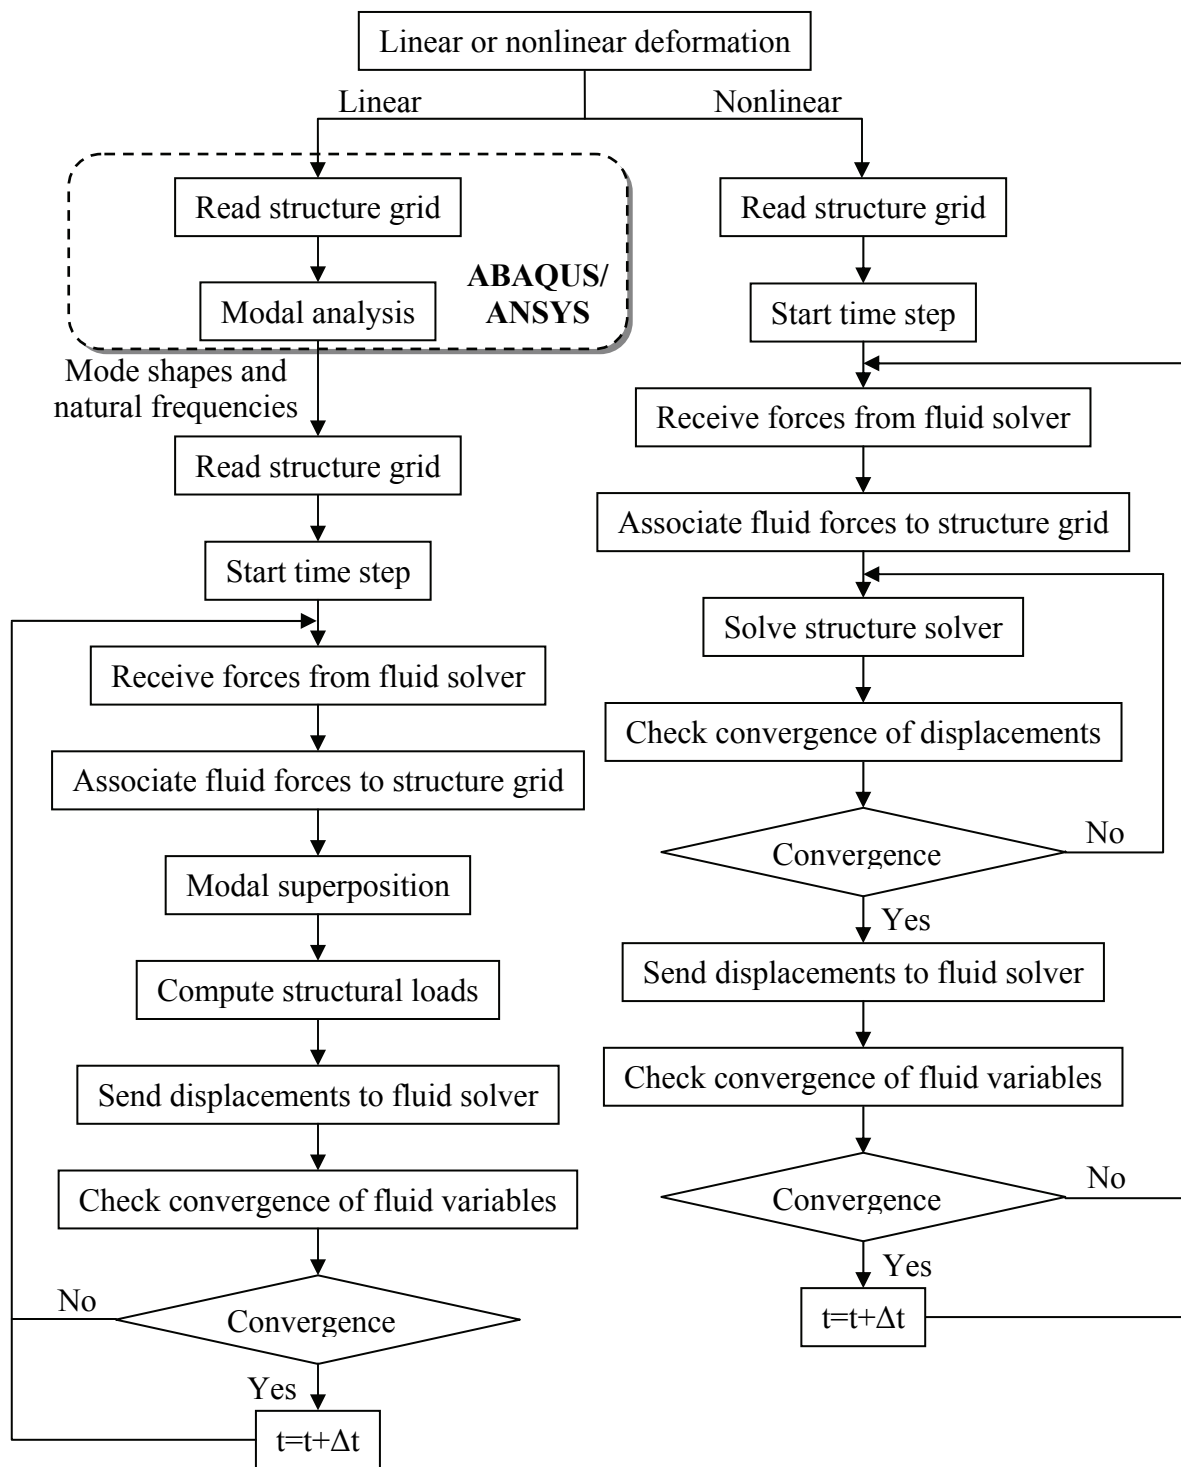 Linear or nonlinear deformation
Linear
Nonlinear
Read structure grid
Modal analysis
ABAQUS/
ANSYS
Mode shapes and
natural frequencies
Read structure grid
Start time step
Receive forces from fluid solver
Associate fluid forces to structure grid
Modal superposition
Compute structural loads
Send displacements to fluid solver
Check convergence of fluid variables
Convergence
No
Yes
t=t+Δt
Read structure grid
Start time step
Receive forces from fluid solver
Associate fluid forces to structure grid
Solve structure solver
Check convergence of displacements
Convergence
No
Yes
Send displacements to fluid solver
Check convergence of fluid variables
Convergence
No
Yes
t=t+Δt